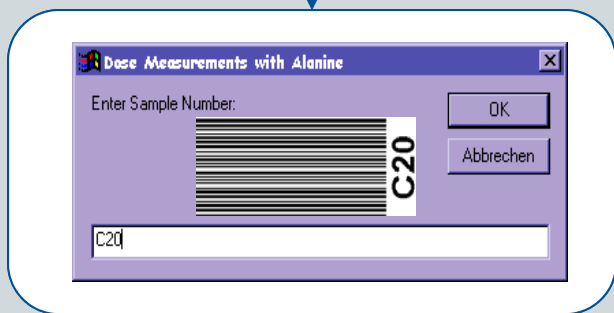 Dose Measurements with Alanine
Enter Sample Number:
OK
C20
Abbrechen
C20